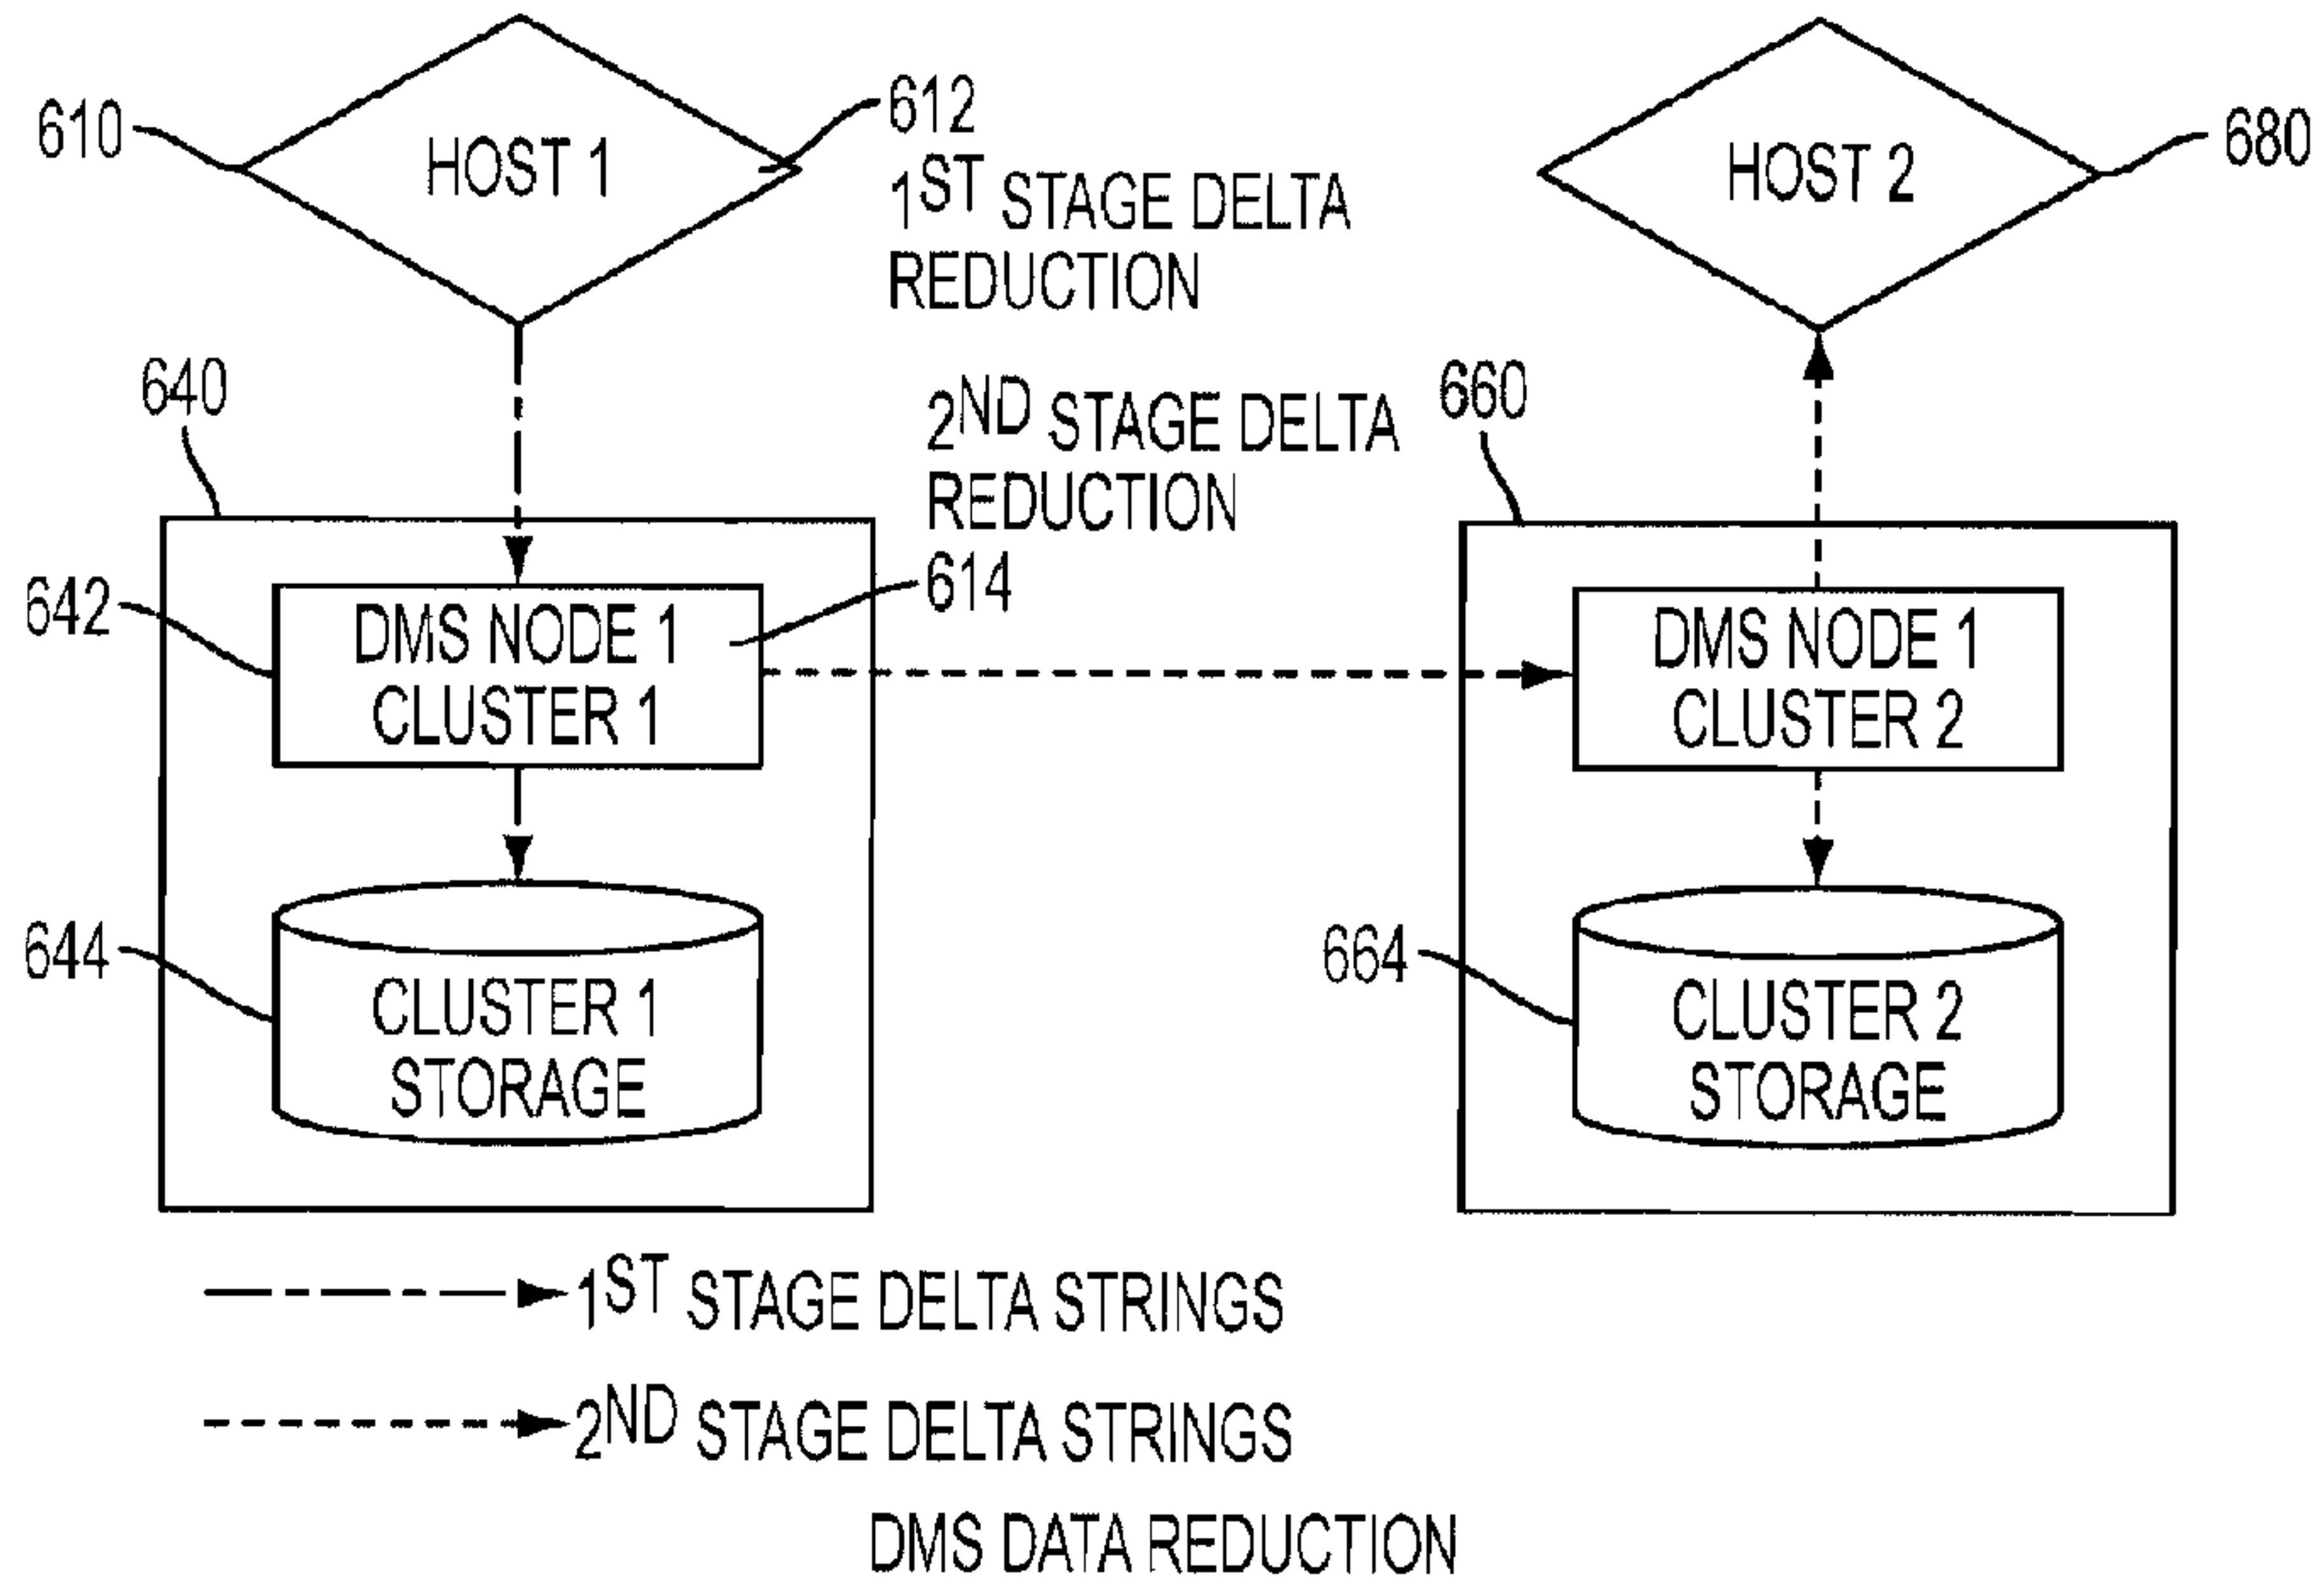 610
HOST 1
612
1ST STAGE DELTA
REDUCTION
HOST 2
680
640
2ND STAGE DELTA
REDUCTION
614
660
642
DMS NODE 1
CLUSTER 1
DMS NODE 1
CLUSTER 2
644
CLUSTER 1
STORAGE
664
CLUSTER 2
STORAGE
1ST STAGE DELTA STRINGS
2ND STAGE DELTA STRINGS
DMS DATA REDUCTION